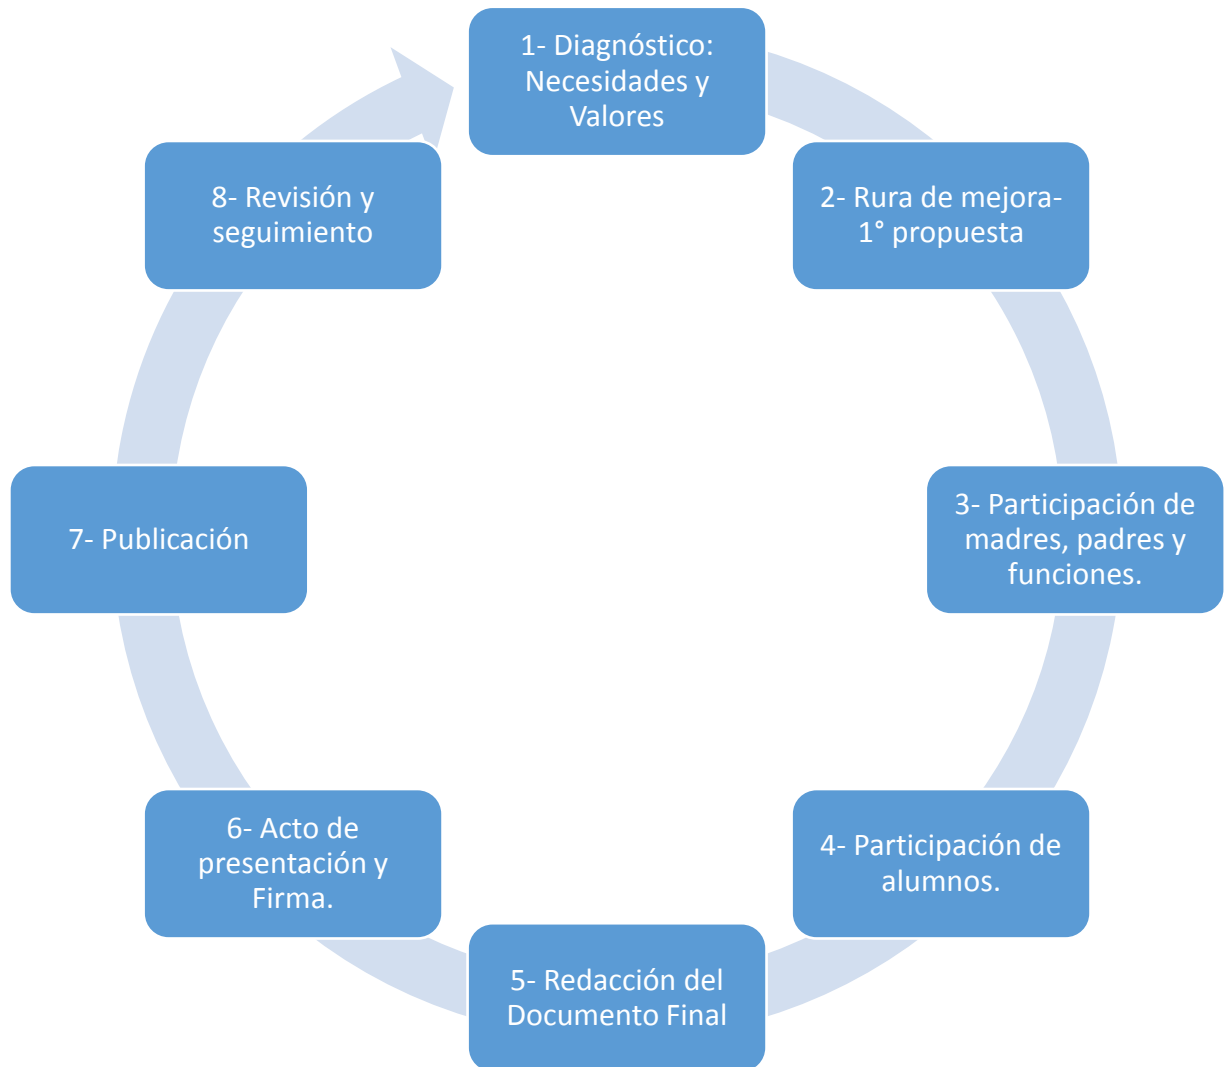 1- Diagnóstico:
Necesidades y
Valores
2- Rura de mejora-
1° propuesta
3- Participación de
madres, padres y
funciones.
4- Participación de
alumnos.
5- Redacción del
Documento Final
6- Acto de
presentación y
Firma.
7- Publicación
8- Revisión y
seguimiento